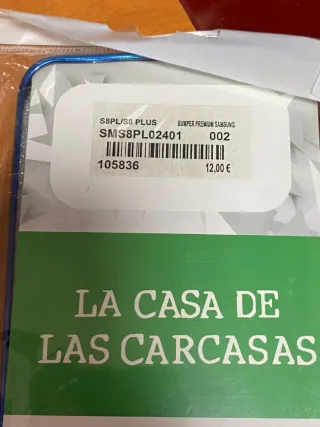 S8PL/S8 PLUS BUMPER PREMIUM SAMSUNG
SMS8PL02401 002
105836 12,00 €
LA CASA DE
LAS CARCASAS